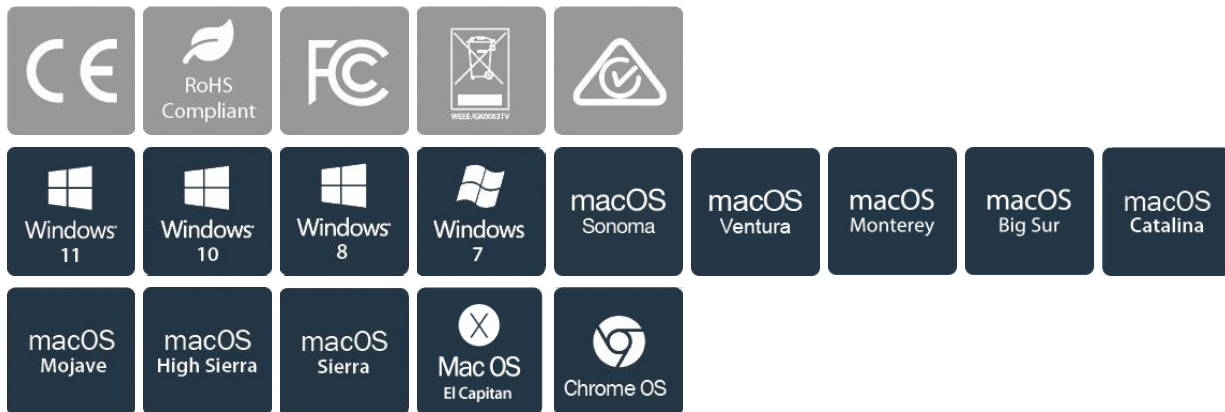 CE
RoHS
Compliant
FC
WEEE/GK0083TV
Windows
11
Windows
10
Windows
8
Windows
7
macOS
Sonoma
macOS
Ventura
macOS
Monterey
macOS
Big Sur
macOS
Catalina
macOS
Mojave
macOS
High Sierra
macOS
Sierra
X
Mac OS
El Capitan
Chrome OS